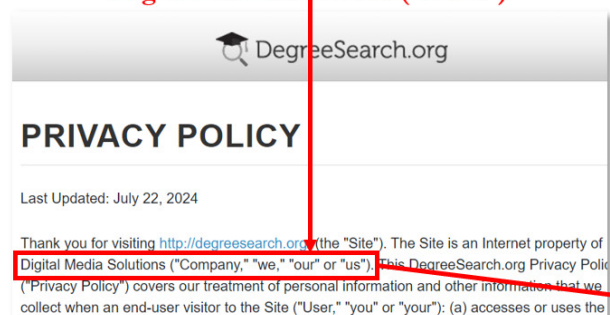 DegreeSearch.org
PRIVACY POLICY
Last Updated: July 22, 2024
Thank you for visiting http://degreesearch.org (the "Site"). The Site is an Internet property of
Digital Media Solutions ("Company," "we," "our" or "us"). This DegreeSearch.org Privacy
("Privacy Policy") covers our treatment of personal information and other information that we
collect when an end-user visitor to the Site ("User," "you" or "your"): (a) accesses or uses the